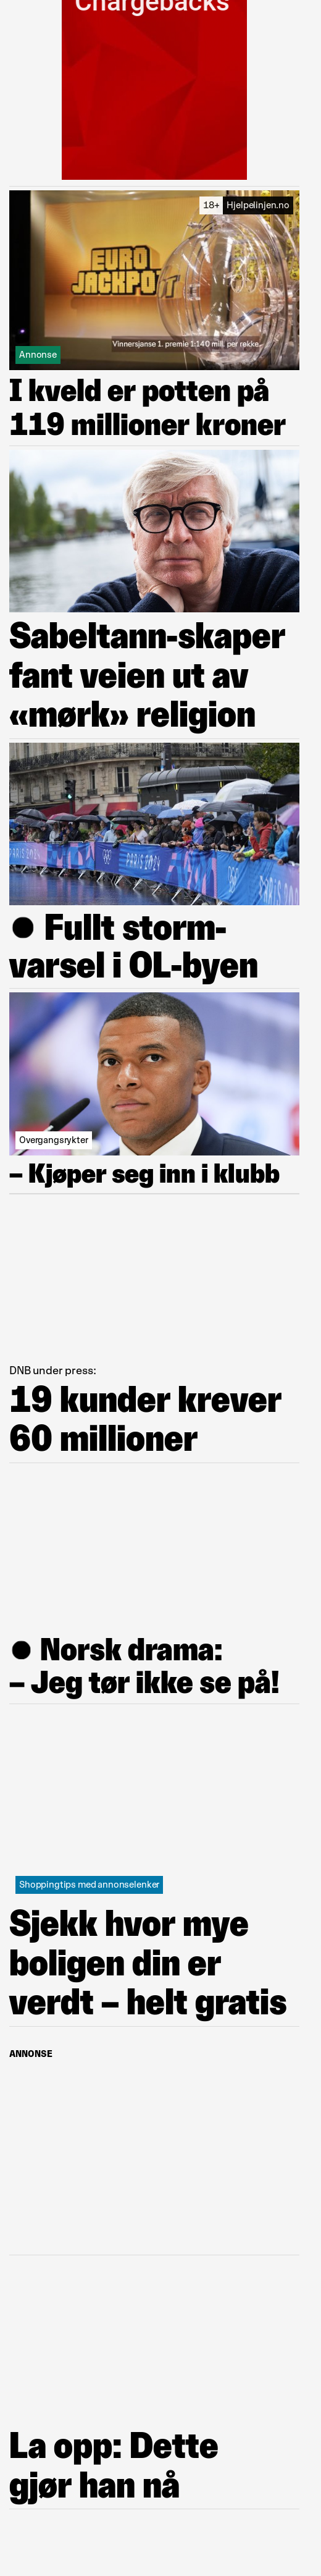 Chargebacks
18+ Hjelpelinjen.no
EURO
JACKPOT
Vinnersjanse 1. premie 1:140 mill. per rekke.
Annonse
I kveld er potten på
119 millioner kroner
Sabeltann-skaper
fant veien ut av
«mørk» religion
PARIS 2024
PARIS 2024
● Fullt storm-
varsel i OL-byen
Overgangsrykter
– Kjøper seg inn i klubb
DNB under press:
19 kunder krever
60 millioner
● Norsk drama:
– Jeg tør ikke se på!
Shoppingtips med annonselenker
Sjekk hvor mye
boligen din er
verdt – helt gratis
ANNONSE
La opp: Dette
gjør han nå